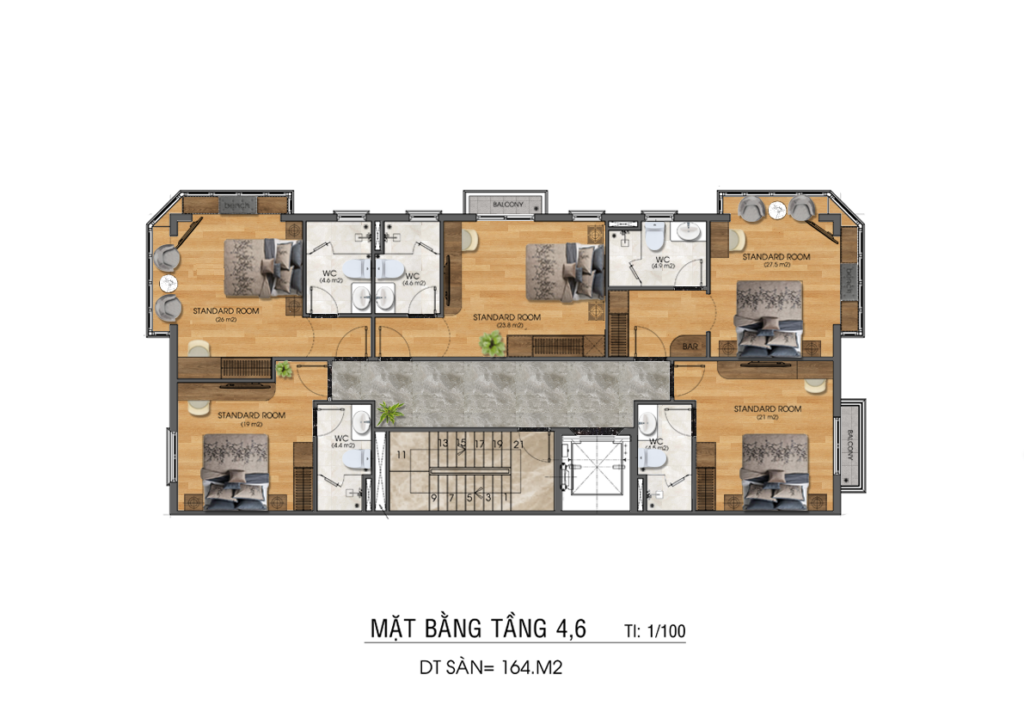 BALCONY
STANDARD ROOM
(27.5 m2)
WC
(4.9 m2)
WC
(4.6 m2)
WC
(4.6 m2)
STANDARD ROOM
(26 m2)
STANDARD ROOM
(23.8 m2)
BAR
STANDARD ROOM
(19 m2)
STANDARD ROOM
(21 m2)
WC
(4.4 m2)
WC
BALCONY
11 13 15 17 19 21
9 7 5 3 1
MẶT BẰNG TẦNG 4,6 Tl: 1/100
DT SÀN= 164.M2